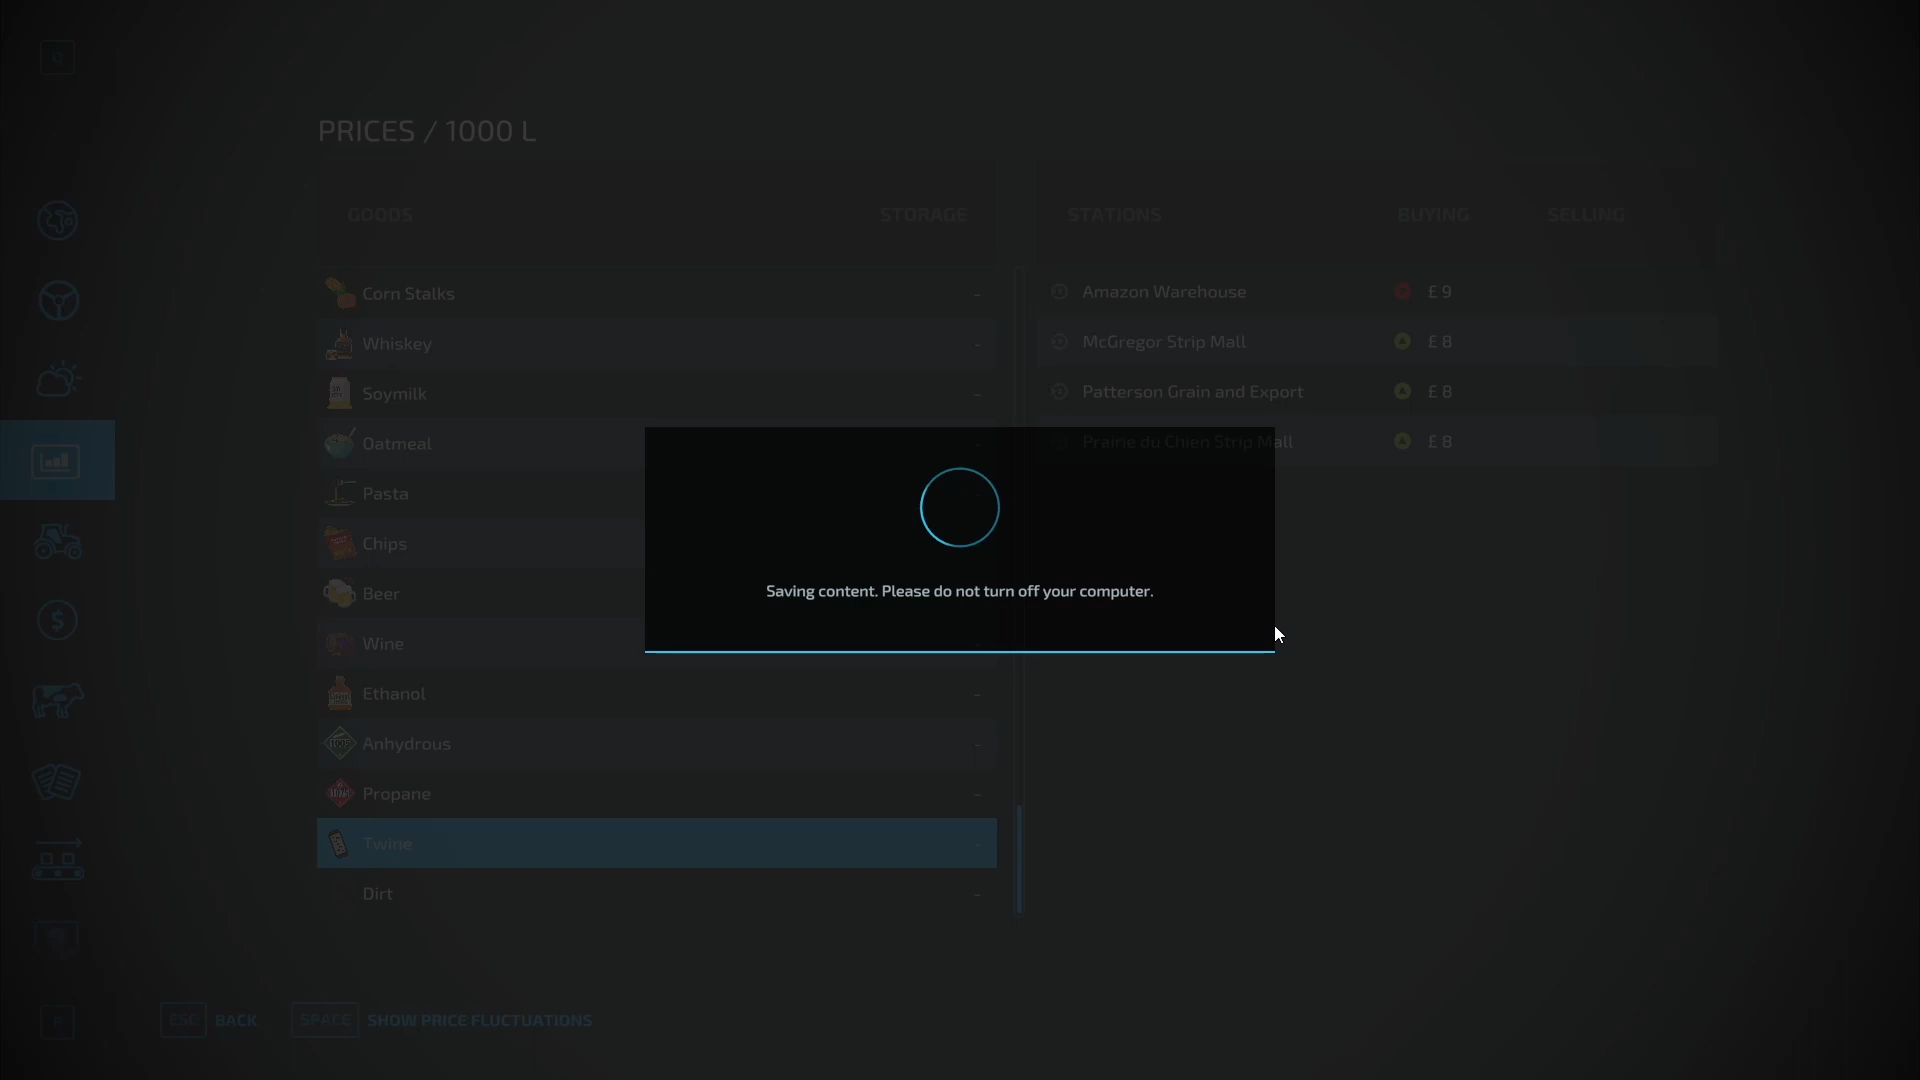 Q
PRICES / 1000 L
GOODS STORAGE
STATIONS BUYING SELLING
Corn Stalks -
Whiskey -
Soymilk -
Oatmeal -
Pasta
Chips
Beer
Wine
Ethanol -
Anhydrous -
Propane -
Twine -
Dirt -
Amazon Warehouse £ 9
McGregor Strip Mall £ 8
Patterson Grain and Export £ 8
Prairie du Chien Strip Mall £ 8
Saving content. Please do not turn off your computer.
ESC BACK SPACE SHOW PRICE FLUCTUATIONS